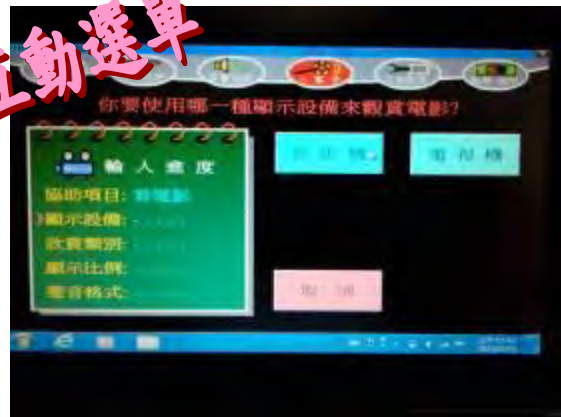 互動選單
你要使用哪一種顯示設備來觀賞電影?
輸入進度
協助項目: 看電影
顯示設備: -
欣賞類別:
顯示比例:
聲音格式:
電視機
取消